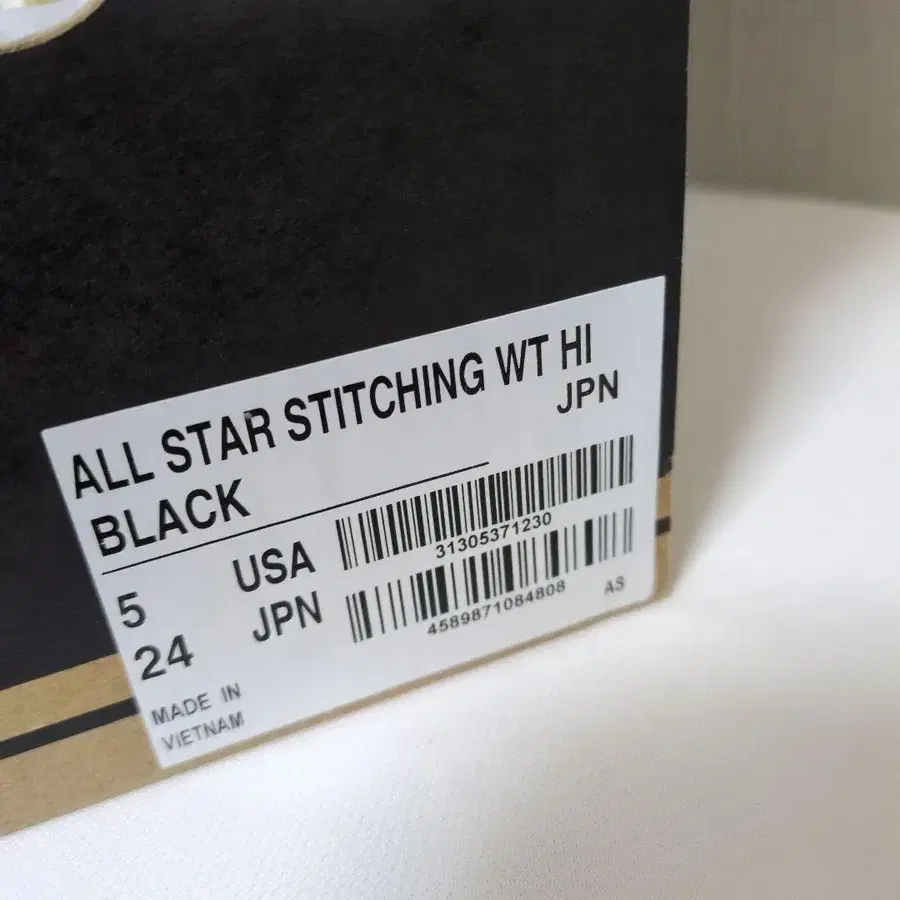 ALL STAR STITCHING WT HI
JPN
BLACK
5 USA
31305371230
24 JPN
4589871084808
AS
MADE IN
VIETNAM